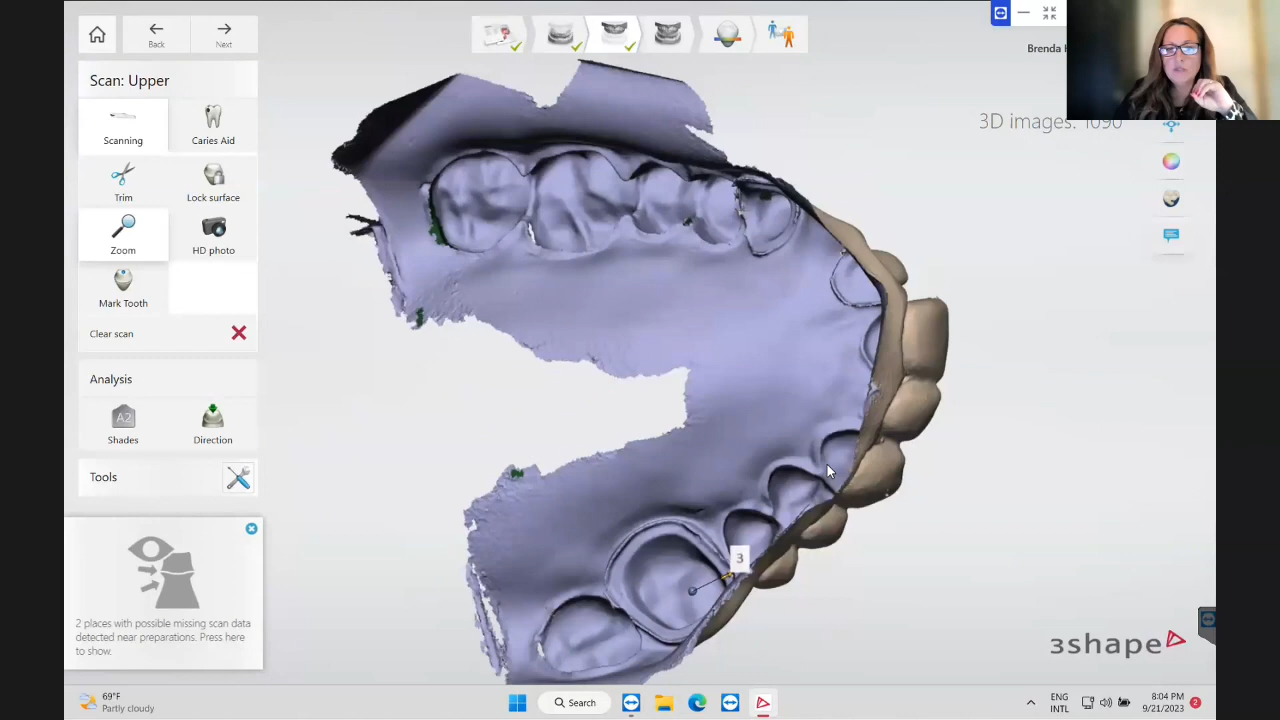 Back
Next
Scan: Upper
Scanning
Caries Aid
Trim
Lock surface
Zoom
HD photo
Mark Tooth
Clear scan
Analysis
A2
Shades
Direction
Tools
2 places with possible missing scan data
detected near preparations. Press here
to show.
Brenda
3D images: 1090
3
3shape
69°F
Partly cloudy
Search
ENG
INTL
8:04 PM
9/21/2023
2